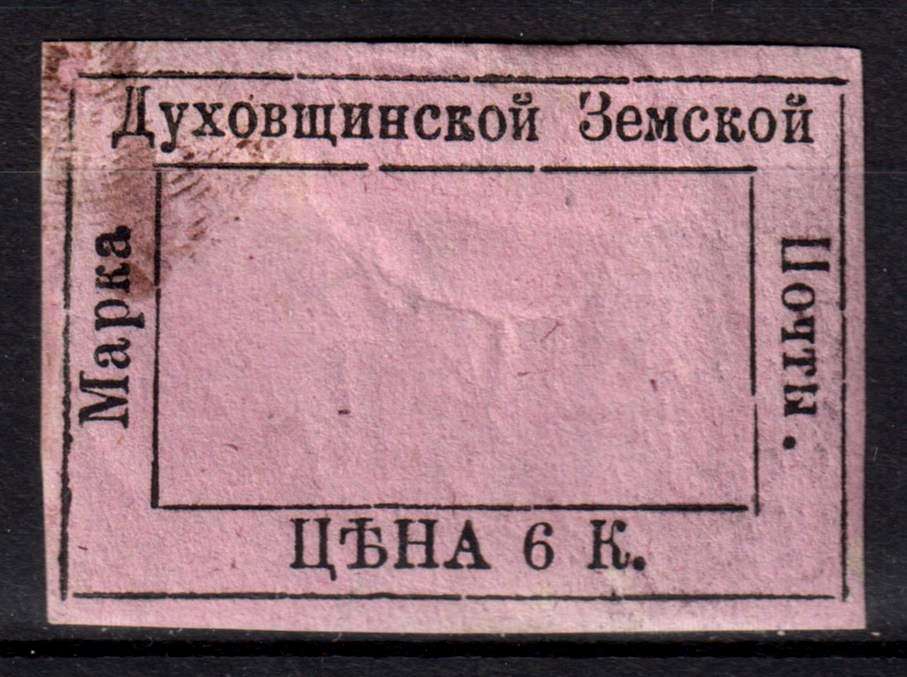 Марка
Духовщинской Земской
Почты.
ЦѢНА 6 К.